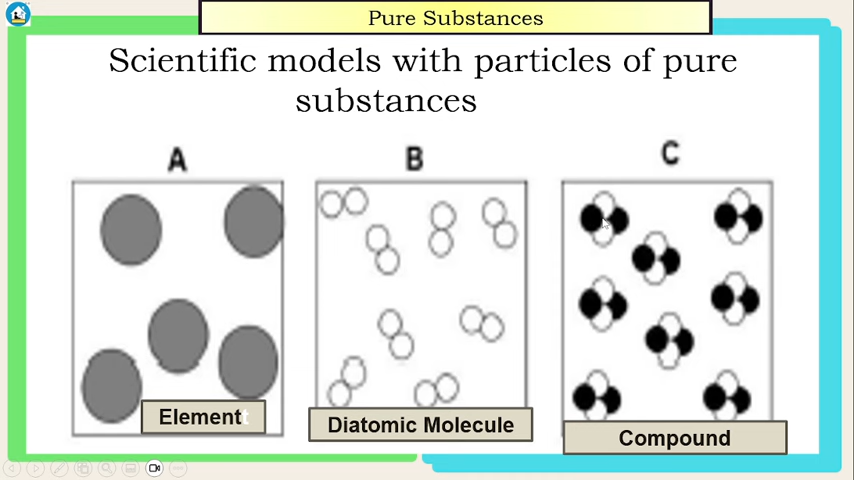 Pure Substances
Scientific models with particles of pure
substances
A
B
C
Element
Diatomic Molecule
Compound